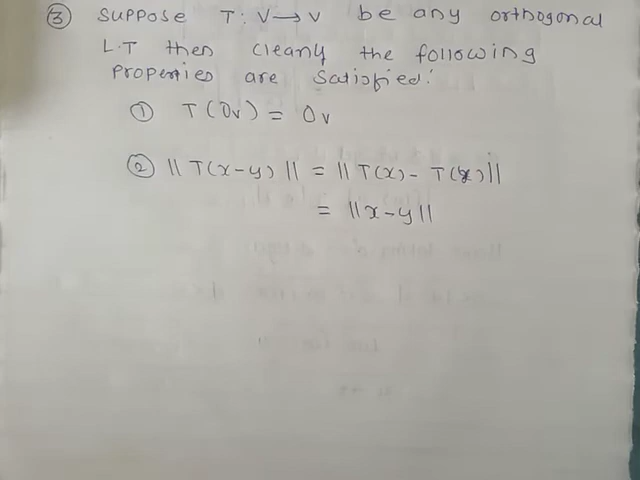 ③ Suppose T : V → V be any orthogonal
L.T then clearly the following
properties are satisfied:
① T(0v) = 0v
② || T(x-y) || = || T(x) - T(y) ||
= || x-y ||